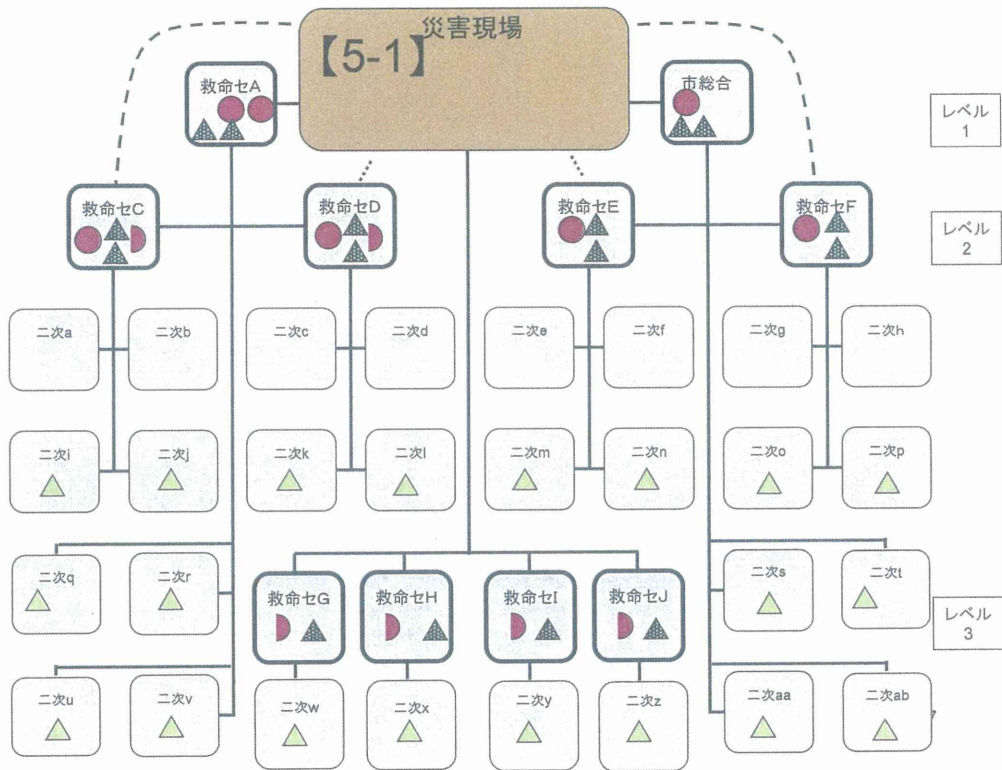 災害現場
【5-1】
救命セA
市総合
レベル
1
救命セC
救命セD
救命セE
救命セF
レベル
2
二次a
二次b
二次c
二次d
二次e
二次f
二次g
二次h
二次i
二次j
二次k
二次l
二次m
二次n
二次o
二次p
二次q
二次r
二次s
二次t
救命セG
救命セH
救命セI
救命セJ
レベル
3
二次u
二次v
二次w
二次x
二次y
二次z
二次aa
二次ab
7